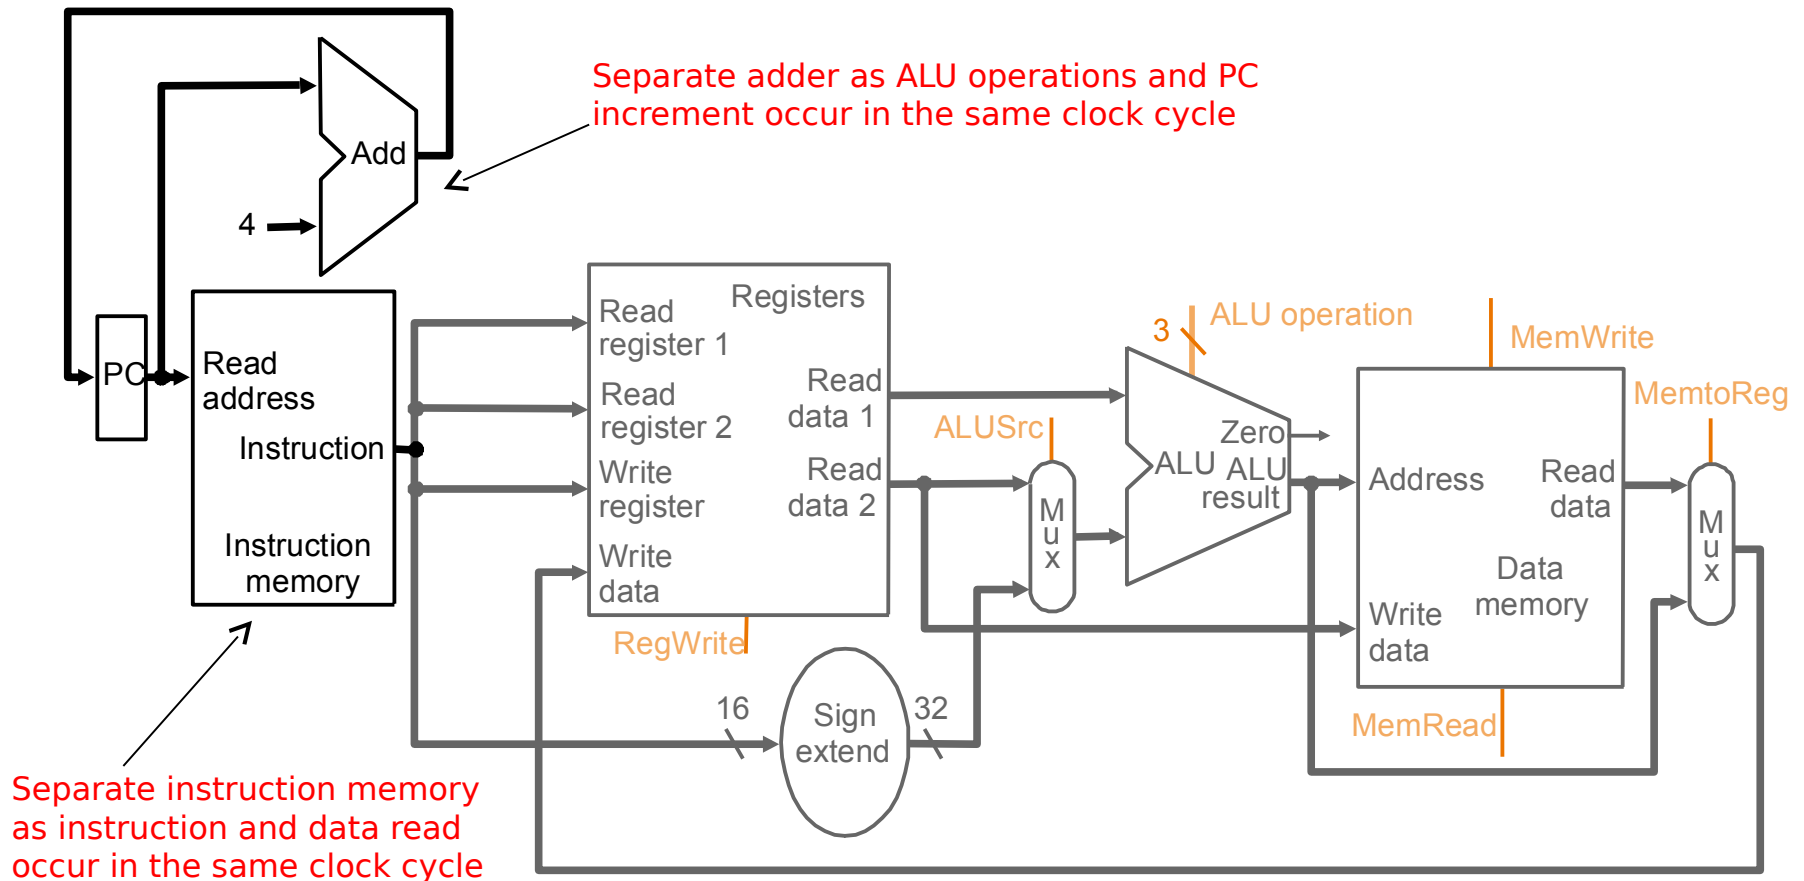 Separate adder as ALU operations and PC
increment occur in the same clock cycle
Add
4
PC
Read
address
Instruction
Instruction
memory
Registers
Read
register 1
Read
register 2
Write
register
Write
data
Read
data 1
Read
data 2
RegWrite
16
Sign
extend
32
ALUSrc
M
u
x
3
ALU operation
Zero
ALU
ALU
result
MemWrite
Address
Read
data
Data
memory
Write
data
MemRead
MemtoReg
M
u
x
Separate instruction memory
as instruction and data read
occur in the same clock cycle